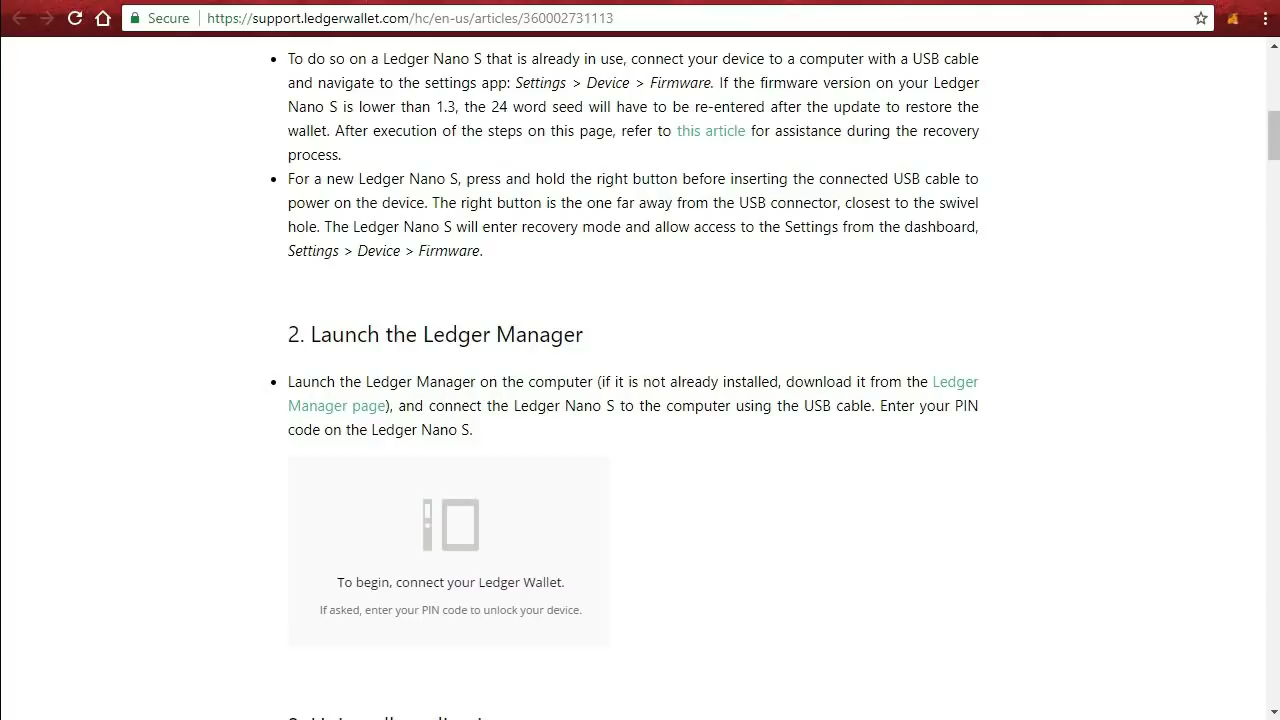 Secure https://support.ledgerwallet.com/hc/en-us/articles/360002731113
• To do so on a Ledger Nano S that is already in use, connect your device to a computer with a USB cable
and navigate to the settings app: Settings > Device > Firmware. If the firmware version on your Ledger
Nano S is lower than 1.3, the 24 word seed will have to be re-entered after the update to restore the
wallet. After execution of the steps on this page, refer to this article for assistance during the recovery
process.
• For a new Ledger Nano S, press and hold the right button before inserting the connected USB cable to
power on the device. The right button is the one far away from the USB connector, closest to the swivel
hole. The Ledger Nano S will enter recovery mode and allow access to the Settings from the dashboard,
Settings > Device > Firmware.
2. Launch the Ledger Manager
• Launch the Ledger Manager on the computer (if it is not already installed, download it from the Ledger
Manager page), and connect the Ledger Nano S to the computer using the USB cable. Enter your PIN
code on the Ledger Nano S.
To begin, connect your Ledger Wallet.
If asked, enter your PIN code to unlock your device.